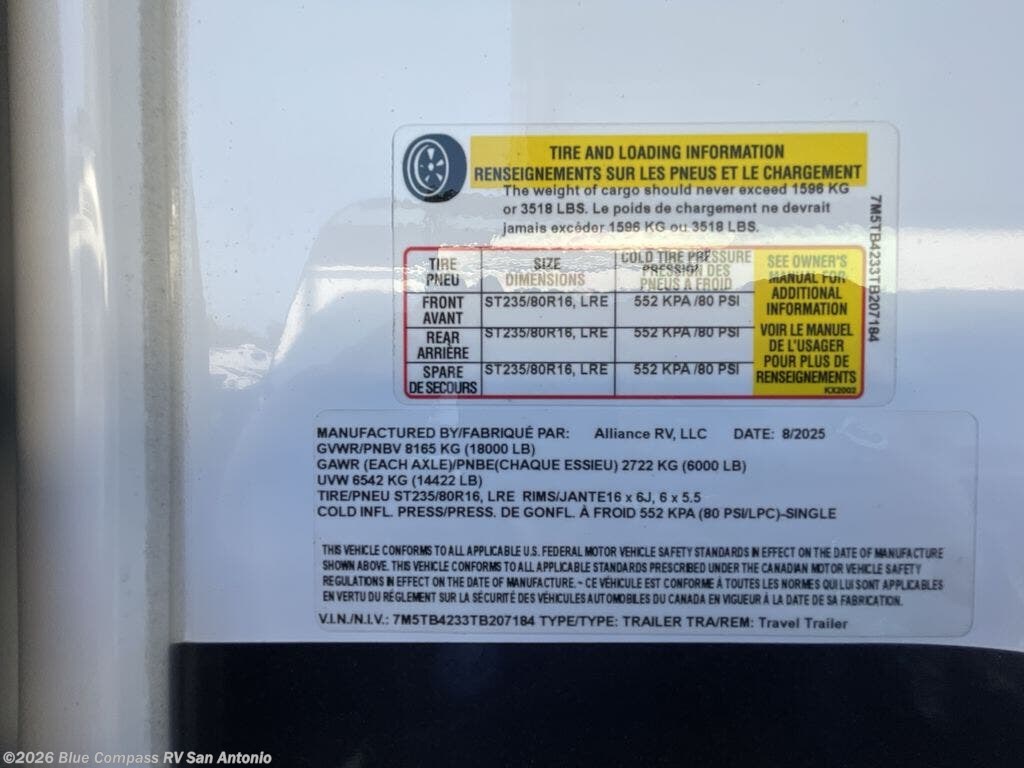 TIRE AND LOADING INFORMATION
RENSEIGNEMENTS SUR LES PNEUS ET LE CHARGEMENT
The weight of cargo should never exceed 1596 KG
or 3518 LBS. Le poids de chargement ne devrait
jamais excéder 1596 KG ou 3518 LBS.
7M5TB4233TB207184
TIRE
PNEU
SIZE
DIMENSIONS
COLD TIRE PRESSURE
PRESSION DES
PNEUS A FROID
FRONT
AVANT
ST235/80R16, LRE
552 KPA /80 PSI
REAR
ARRIÈRE
ST235/80R16, LRE
552 KPA /80 PSI
SPARE
DE SECOURS
ST235/80R16, LRE
552 KPA /80 PSI
SEE OWNER'S
MANUAL FOR
ADDITIONAL
INFORMATION
VOIR LE MANUEL
DE L'USAGER
POUR PLUS DE
RENSEIGNEMENTS
KX2002
MANUFACTURED BY/FABRIQUÉ PAR: Alliance RV, LLC DATE: 8/2025
GVWR/PNBV 8165 KG (18000 LB)
GAWR (EACH AXLE)/PNBE(CHAQUE ESSIEU) 2722 KG (6000 LB)
UVW 6542 KG (14422 LB)
TIRE/PNEU ST235/80R16, LRE RIMS/JANTE16 x 6J, 6 x 5.5
COLD INFL. PRESS/PRESS. DE GONFL. À FROID 552 KPA (80 PSI/LPC)-SINGLE
THIS VEHICLE CONFORMS TO ALL APPLICABLE U.S. FEDERAL MOTOR VEHICLE SAFETY STANDARDS IN EFFECT ON THE DATE OF MANUFACTURE
SHOWN ABOVE. THIS VEHICLE CONFORMS TO ALL APPLICABLE STANDARDS PRESCRIBED UNDER THE CANADIAN MOTOR VEHICLE SAFETY
REGULATIONS IN EFFECT ON THE DATE OF MANUFACTURE. - CE VÉHICULE EST CONFORME À TOUTES LES NORMES QUI LUI SONT APPLICABLES
EN VERTU DU RÉGLEMENT SUR LA SÉCURITÉ DES VÉHICULES AUTOMOBILES DU CANADA EN VIGUEUR À LA DATE DE SA FABRICATION.
V.I.N./N.I.V.: 7M5TB4233TB207184 TYPE/TYPE: TRAILER TRA/REM: Travel Trailer
©2026 Blue Compass RV San Antonio